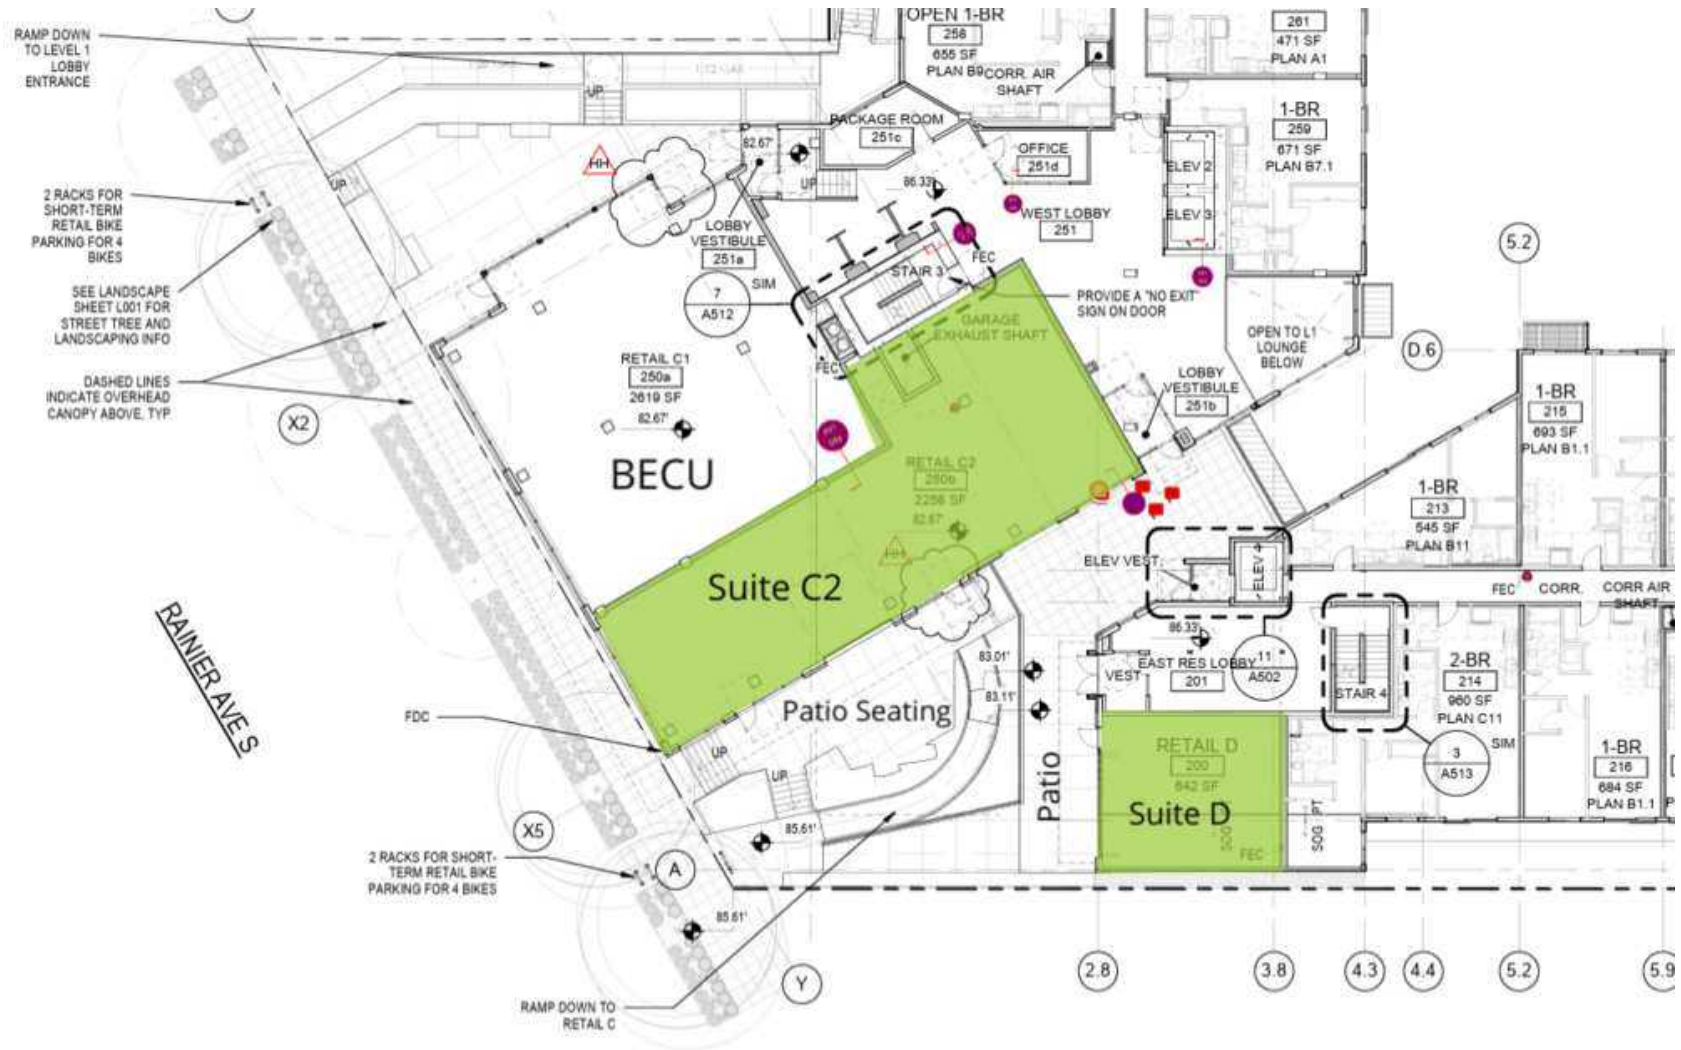 RAMP DOWN
TO LEVEL 1
LOBBY
ENTRANCE
OPEN 1-BR
258
655 SF
PLAN B9
CORR. AIR
SHAFT
261
471 SF
PLAN A1
UP
PACKAGE ROOM
251c
1-BR
259
671 SF
PLAN B7.1
82.67'
OFFICE
251d
ELEV 2
HH
UP
UP
86.33'
2 RACKS FOR
SHORT-TERM
RETAIL BIKE
PARKING FOR 4
BIKES
ELEV 3
WEST LOBBY
251
LOBBY
VESTIBULE
251a
FEC
5.2
STAIR 3
SIM
7
A512
SEE LANDSCAPE
SHEET L001 FOR
STREET TREE AND
LANDSCAPING INFO
PROVIDE A "NO EXIT
SIGN ON DOOR
GARAGE
EXHAUST SHAFT
OPEN TO L1
LOUNGE
BELOW
D.6
RETAIL C1
250a
2619 SF
82.67'
FEC
LOBBY
VESTIBULE
251b
DASHED LINES
INDICATE OVERHEAD
CANOPY ABOVE, TYP
1-BR
215
693 SF
PLAN B1.1
X2
BECU
RETAIL C2
250b
2256 SF
82.67'
1-BR
213
545 SF
PLAN B11
HH
ELEV VEST.
ELEV 4
Suite C2
FEC
CORR.
CORR AIR
SHAFT
RAINIER AVE S
86.33'
83.01'
EAST RES LOBBY
201
11
A502
2-BR
214
960 SF
PLAN C11
VEST
83.11'
STAIR 4
FDC
Patio Seating
UP
UP
RETAIL D
200
642 SF
SIM
3
A513
1-BR
216
684 SF
PLAN B1.1
Patio
Suite D
SOG
SOG PT
FEC
X5
85.61'
2 RACKS FOR SHORT-
TERM RETAIL BIKE
PARKING FOR 4 BIKES
A
85.61'
Y
2.8
3.8
4.3
4.4
5.2
5.9
RAMP DOWN TO
RETAIL C